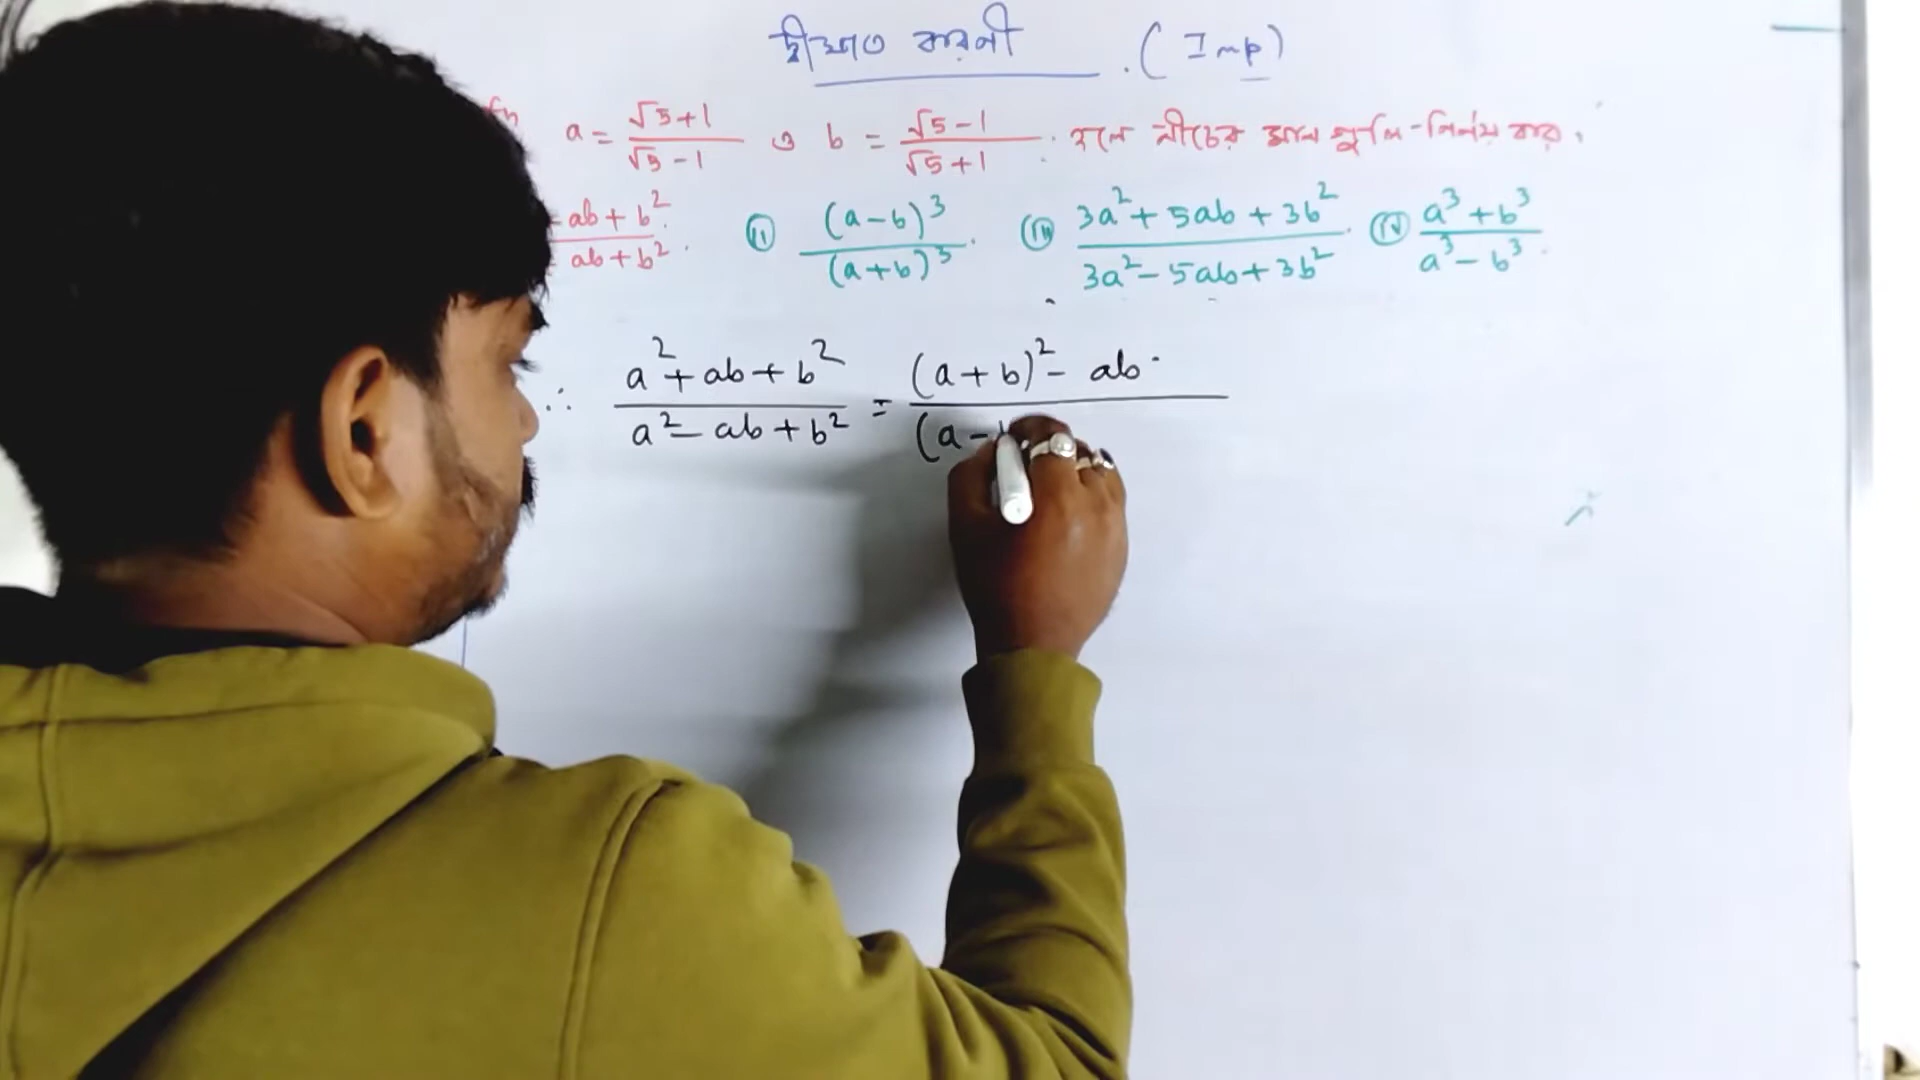 দ্বীঘাত করণী . (Imp)
a = √5+1 / √5-1 ও b = √5-1 / √5+1 . হলে নীচের মান গুলি নির্ণয় কর.
ab + b² / ab + b² . (ii) (a-b)³ / (a+b)³ . (iii) 3a² + 5ab + 3b² / 3a² - 5ab + 3b² . (iv) a³ + b³ / a³ - b³ .
∴ a² + ab + b² / a² - ab + b² = (a+b)² - ab / (a -